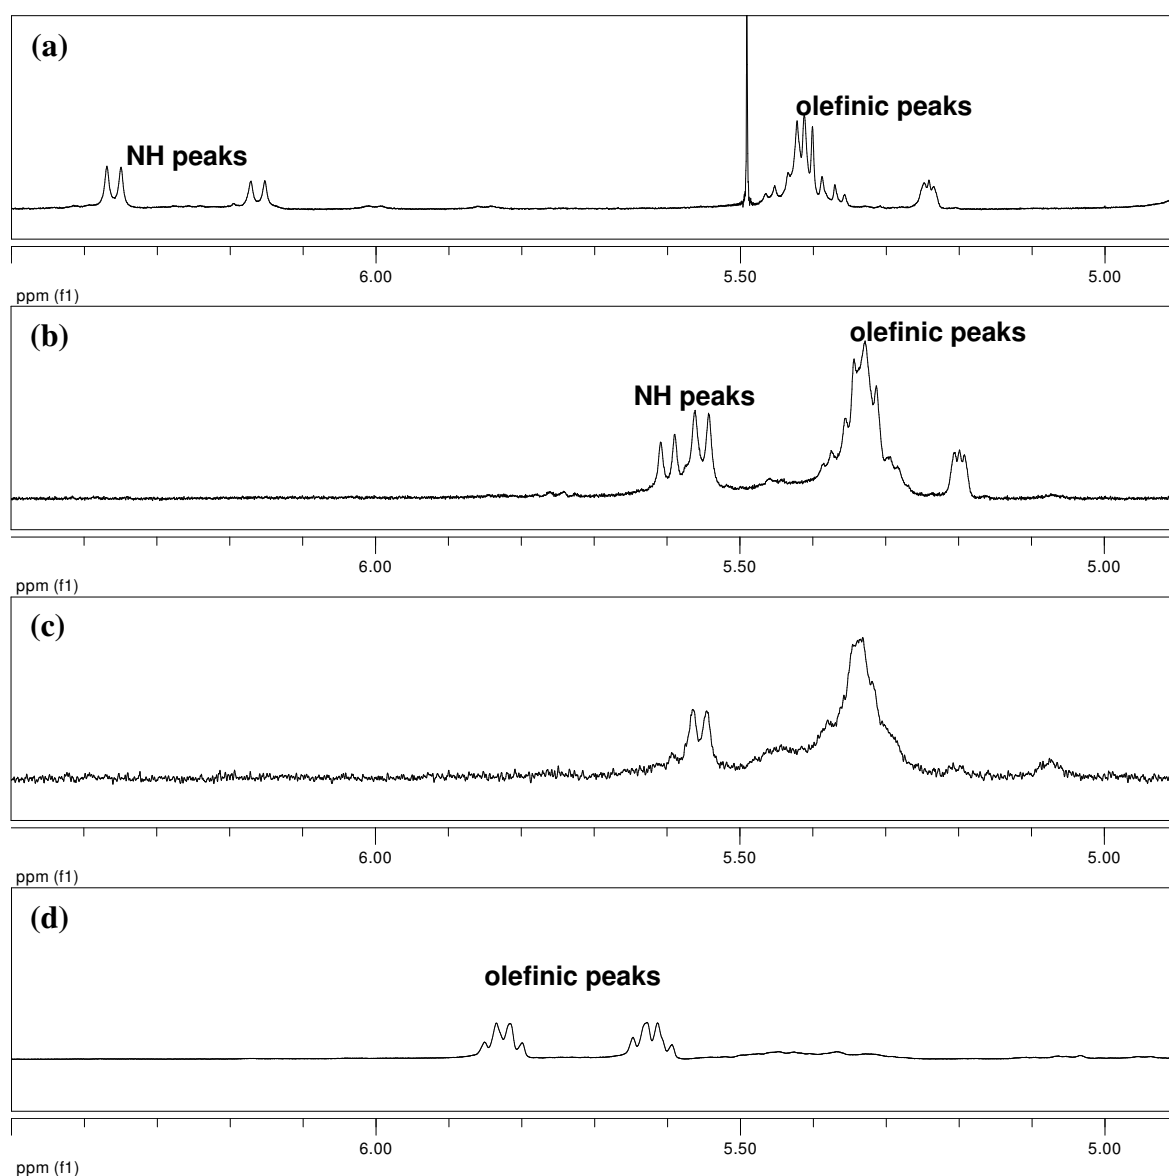 (a)
olefinic peaks
NH peaks
6.00 5.50 5.00
ppm (f1)
(b)
olefinic peaks
NH peaks
6.00 5.50 5.00
ppm (f1)
(c)
6.00 5.50 5.00
ppm (f1)
(d)
olefinic peaks
6.00 5.50 5.00
ppm (f1)